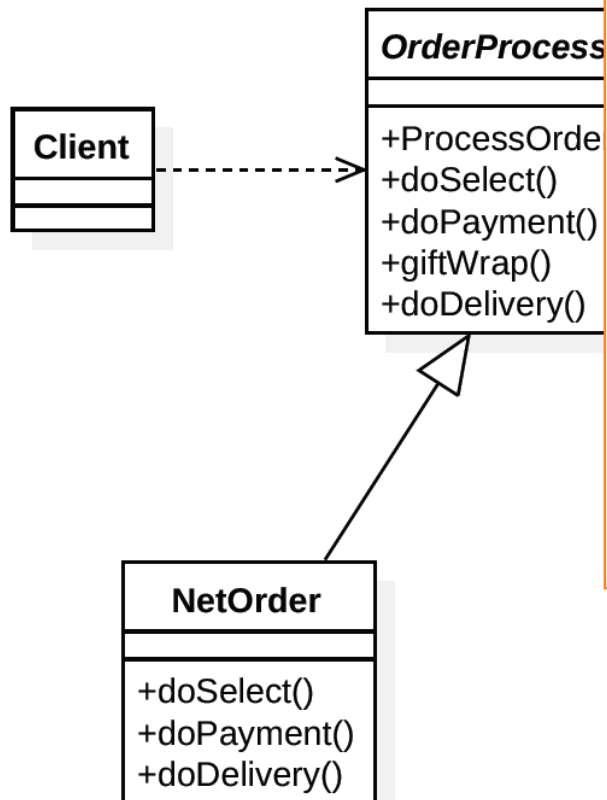 OrderProcess
Client
+ProcessOrde
+doSelect()
+doPayment()
+giftWrap()
+doDelivery()
NetOrder
+doSelect()
+doPayment()
+doDelivery()